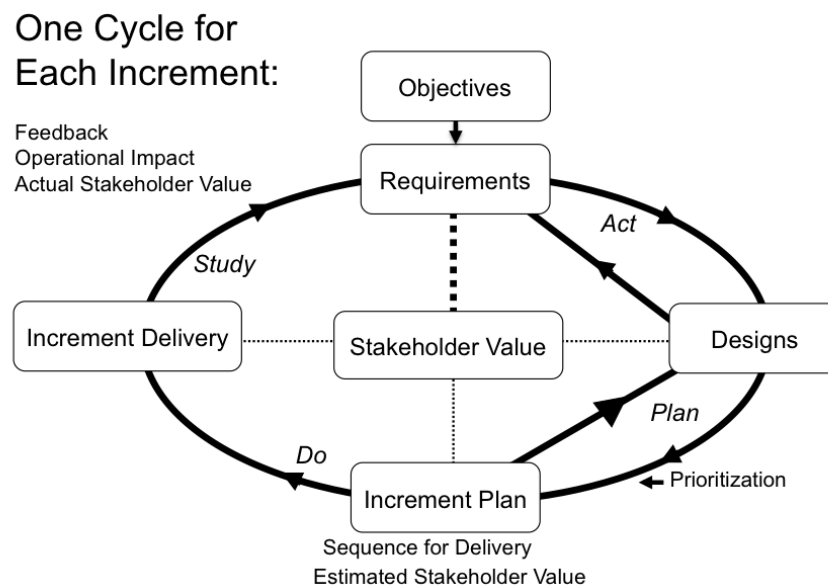 One Cycle for
Each Increment:
Feedback
Operational Impact
Actual Stakeholder Value
Objectives
Requirements
Act
Study
Increment Delivery
Stakeholder Value
Designs
Plan
Do
Prioritization
Increment Plan
Sequence for Delivery
Estimated Stakeholder Value